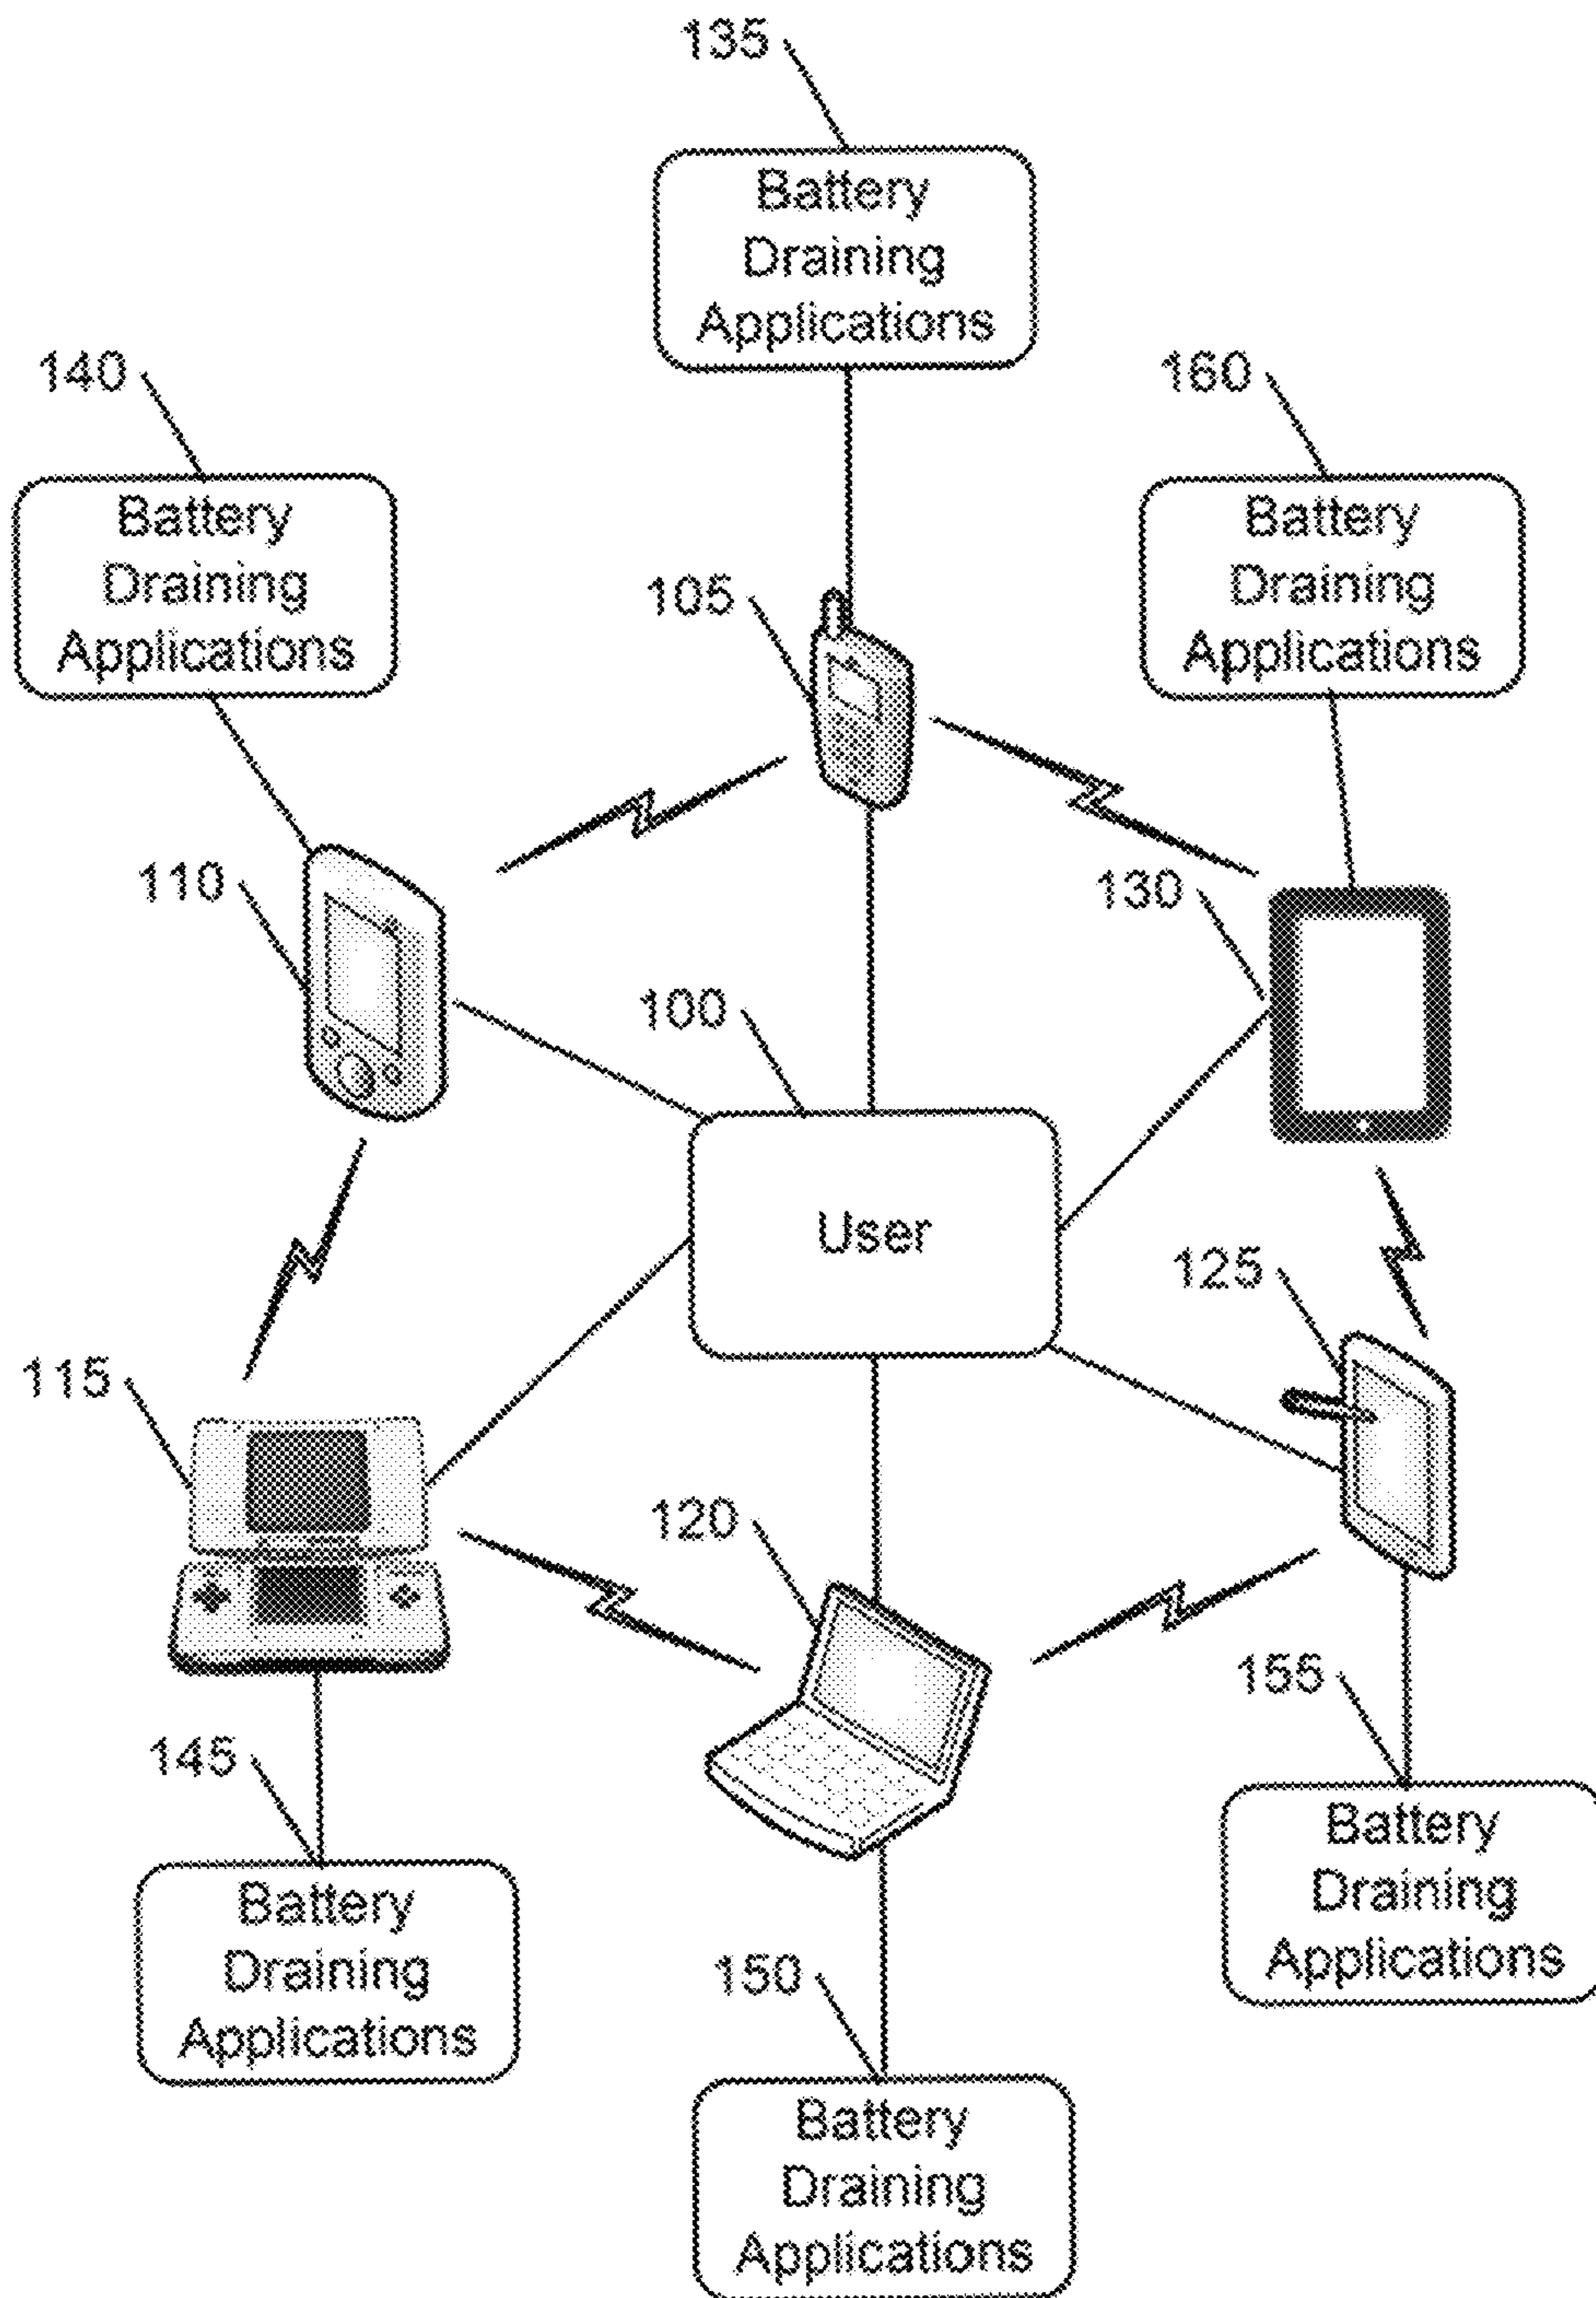 135
Battery
Draining
Applications
140
Battery
Draining
Applications
160
Battery
Draining
Applications
105
110
130
100
User
125
115
120
155
Battery
Draining
Applications
145
Battery
Draining
Applications
150
Battery
Draining
Applications